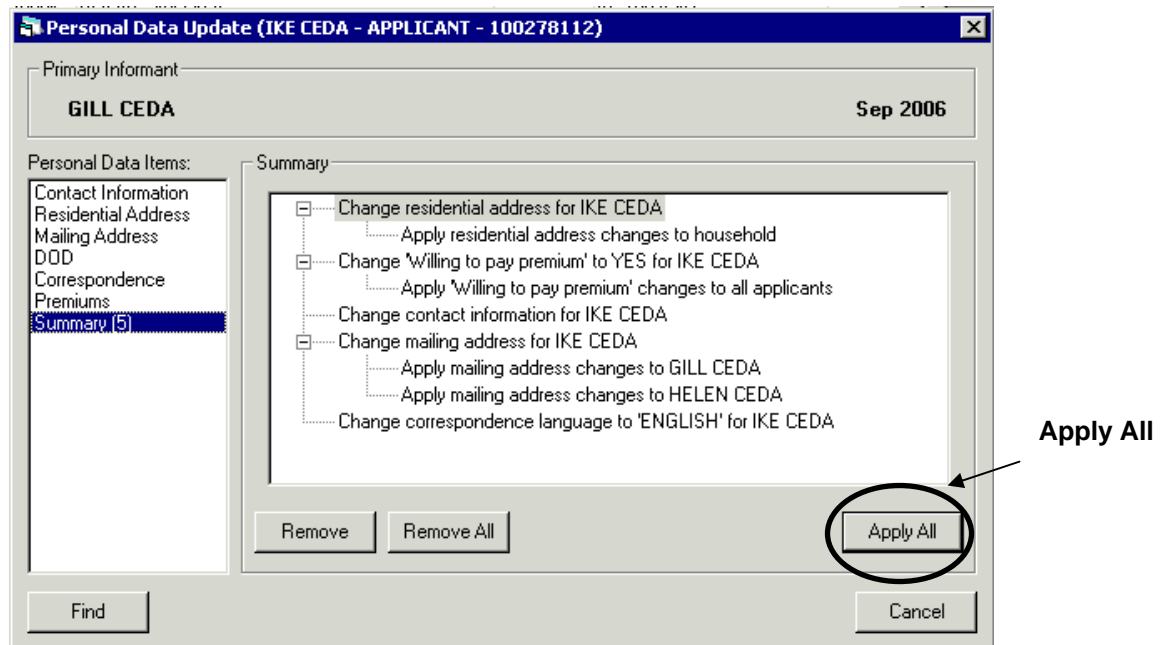 Personal Data Update (IKE CEDA - APPLICANT - 100278112)
Primary Informant
GILL CEDA Sep 2006
Personal Data Items:
Contact Information
Residential Address
Mailing Address
DOD
Correspondence
Premiums
Summary (5)
Summary
Change residential address for IKE CEDA
Apply residential address changes to household
Change 'Willing to pay premium' to YES for IKE CEDA
Apply 'Willing to pay premium' changes to all applicants
Change contact information for IKE CEDA
Change mailing address for IKE CEDA
Apply mailing address changes to GILL CEDA
Apply mailing address changes to HELEN CEDA
Change correspondence language to 'ENGLISH' for IKE CEDA
Apply All
Remove Remove All Apply All
Find Cancel